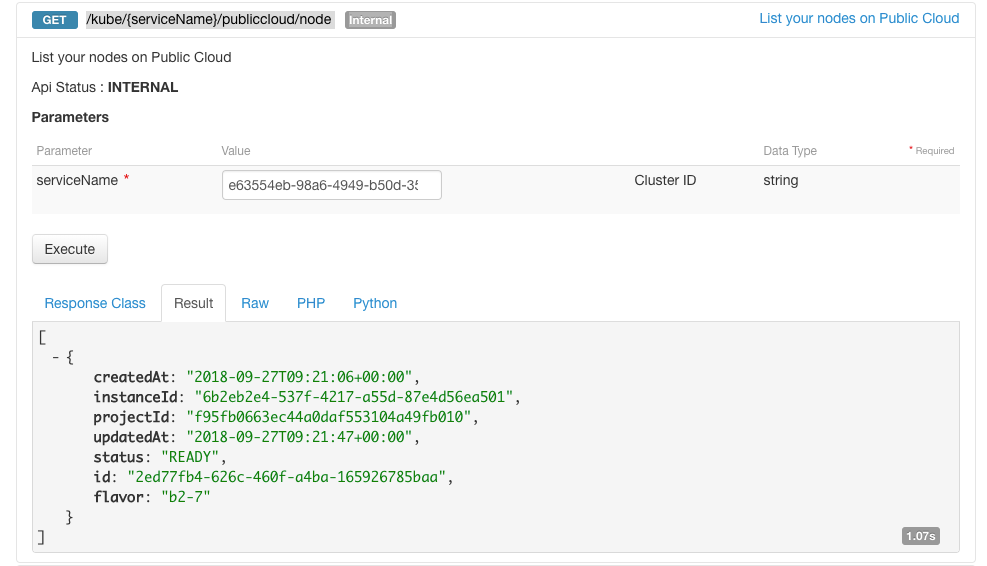 GET /kube/{serviceName}/publiccloud/node Internal List your nodes on Public Cloud
List your nodes on Public Cloud
Api Status : INTERNAL
Parameters
Parameter Value Data Type * Required
serviceName * e63554eb-98a6-4949-b50d-35 Cluster ID string
Execute
Response Class Result Raw PHP Python
[
- {
createdAt: "2018-09-27T09:21:06+00:00",
instanceId: "6b2eb2e4-537f-4217-a55d-87e4d56ea501",
projectId: "f95fb0663ec44a0daf553104a49fb010",
updatedAt: "2018-09-27T09:21:47+00:00",
status: "READY",
id: "2ed77fb4-626c-460f-a4ba-165926785baa",
flavor: "b2-7"
}
]
1.07s